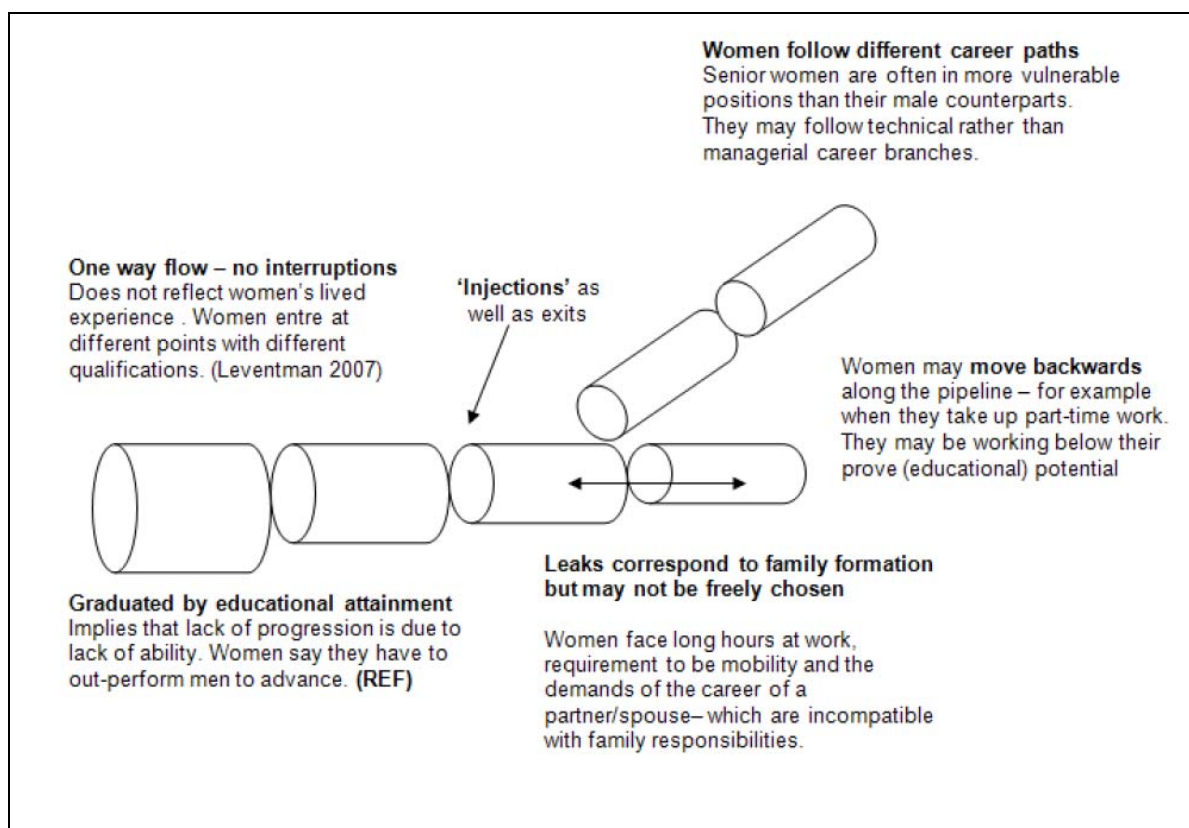 Women follow different career paths
Senior women are often in more vulnerable
positions than their male counterparts.
They may follow technical rather than
managerial career branches.
One way flow – no interruptions
Does not reflect women's lived
experience . Women entre at
different points with different
qualifications. (Leventman 2007)
'Injections' as
well as exits
Women may move backwards
along the pipeline – for example
when they take up part-time work.
They may be working below their
prove (educational) potential
Graduated by educational attainment
Implies that lack of progression is due to
lack of ability. Women say they have to
out-perform men to advance. (REF)
Leaks correspond to family formation
but may not be freely chosen
Women face long hours at work,
requirement to be mobility and the
demands of the career of a
partner/spouse– which are incompatible
with family responsibilities.